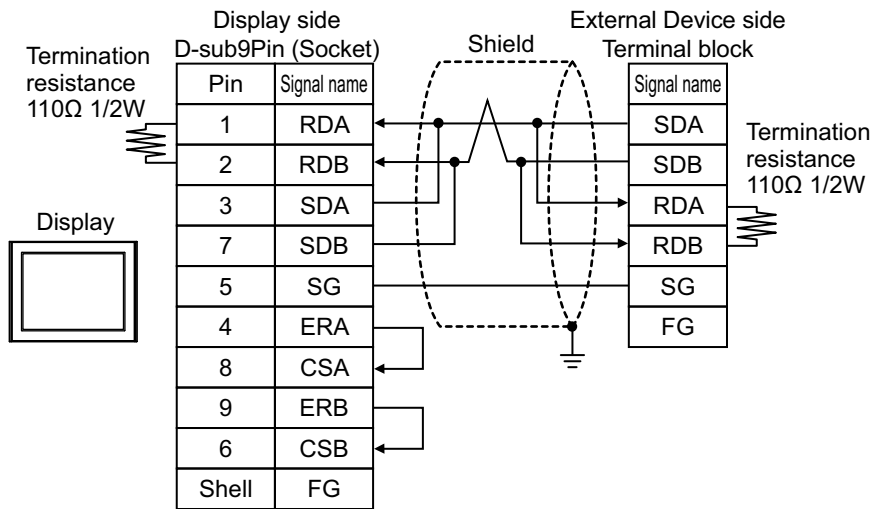 Display side
D-sub9Pin (Socket)
Shield
External Device side
Terminal block
Termination
resistance
110Ω 1/2W
Pin Signal name
1 RDA
2 RDB
3 SDA
7 SDB
5 SG
4 ERA
8 CSA
9 ERB
6 CSB
Shell FG
Display
Signal name
SDA
SDB
RDA
RDB
SG
FG
Termination
resistance
110Ω 1/2W